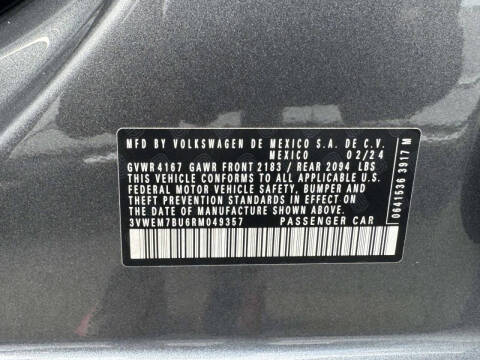 MFD. BY VOLKSWAGEN DE MEXICO S.A. DE C.V.
MEXICO 02/24
GVWR 4167 GAWR FRONT 2183 / REAR 2094 LBS
THIS VEHICLE CONFORMS TO ALL APPLICABLE U.S.
FEDERAL MOTOR VEHICLE SAFETY, BUMPER AND
THEFT PREVENTION STANDARDS IN EFFECT ON
THE DATE OF MANUFACTURE SHOWN ABOVE.
3VWEM7BU6RM049357 PASSENGER CAR
0641536 3917 M